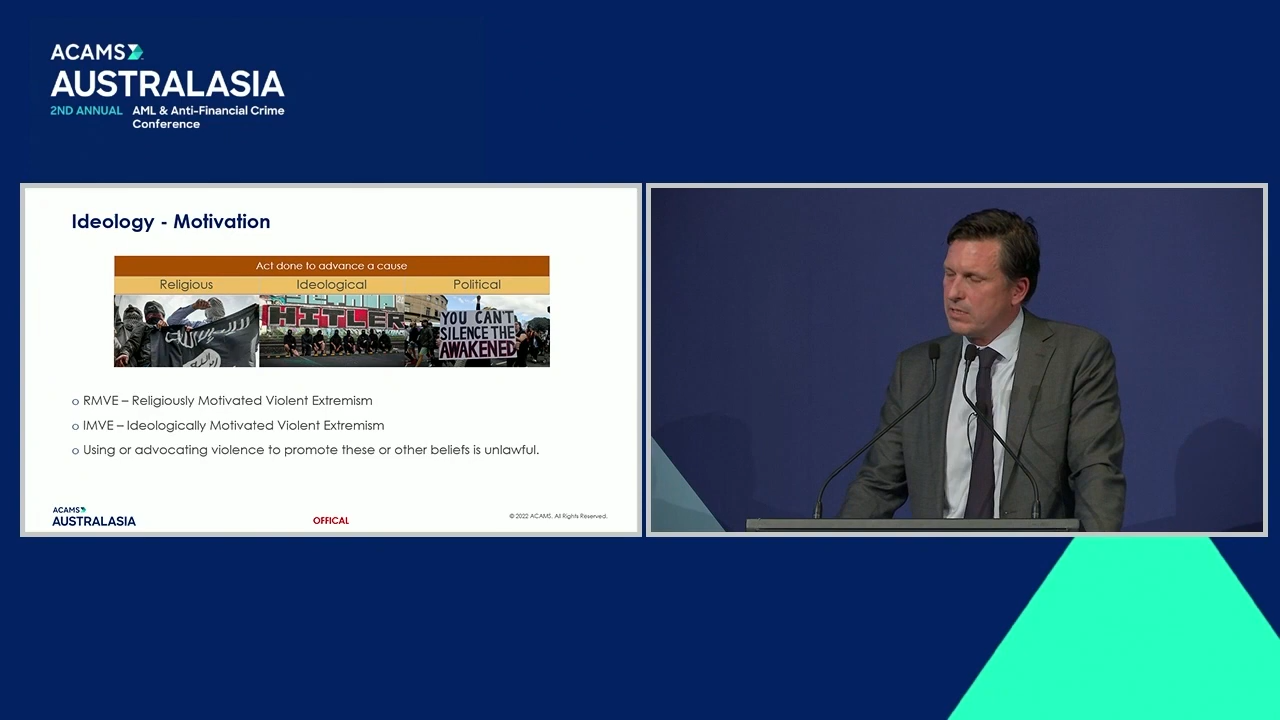 ACAMS
AUSTRALASIA
2ND ANNUAL AML & Anti-Financial Crime
Conference
Ideology - Motivation
Act done to advance a cause
Religious Ideological Political
HITLER
YOU CAN'T
SILENCE THE
AWAKENED
o RMVE – Religiously Motivated Violent Extremism
o IMVE – Ideologically Motivated Violent Extremism
o Using or advocating violence to promote these or other beliefs is unlawful.
ACAMS
AUSTRALASIA
OFFICAL
© 2022 ACAMS. All Rights Reserved.